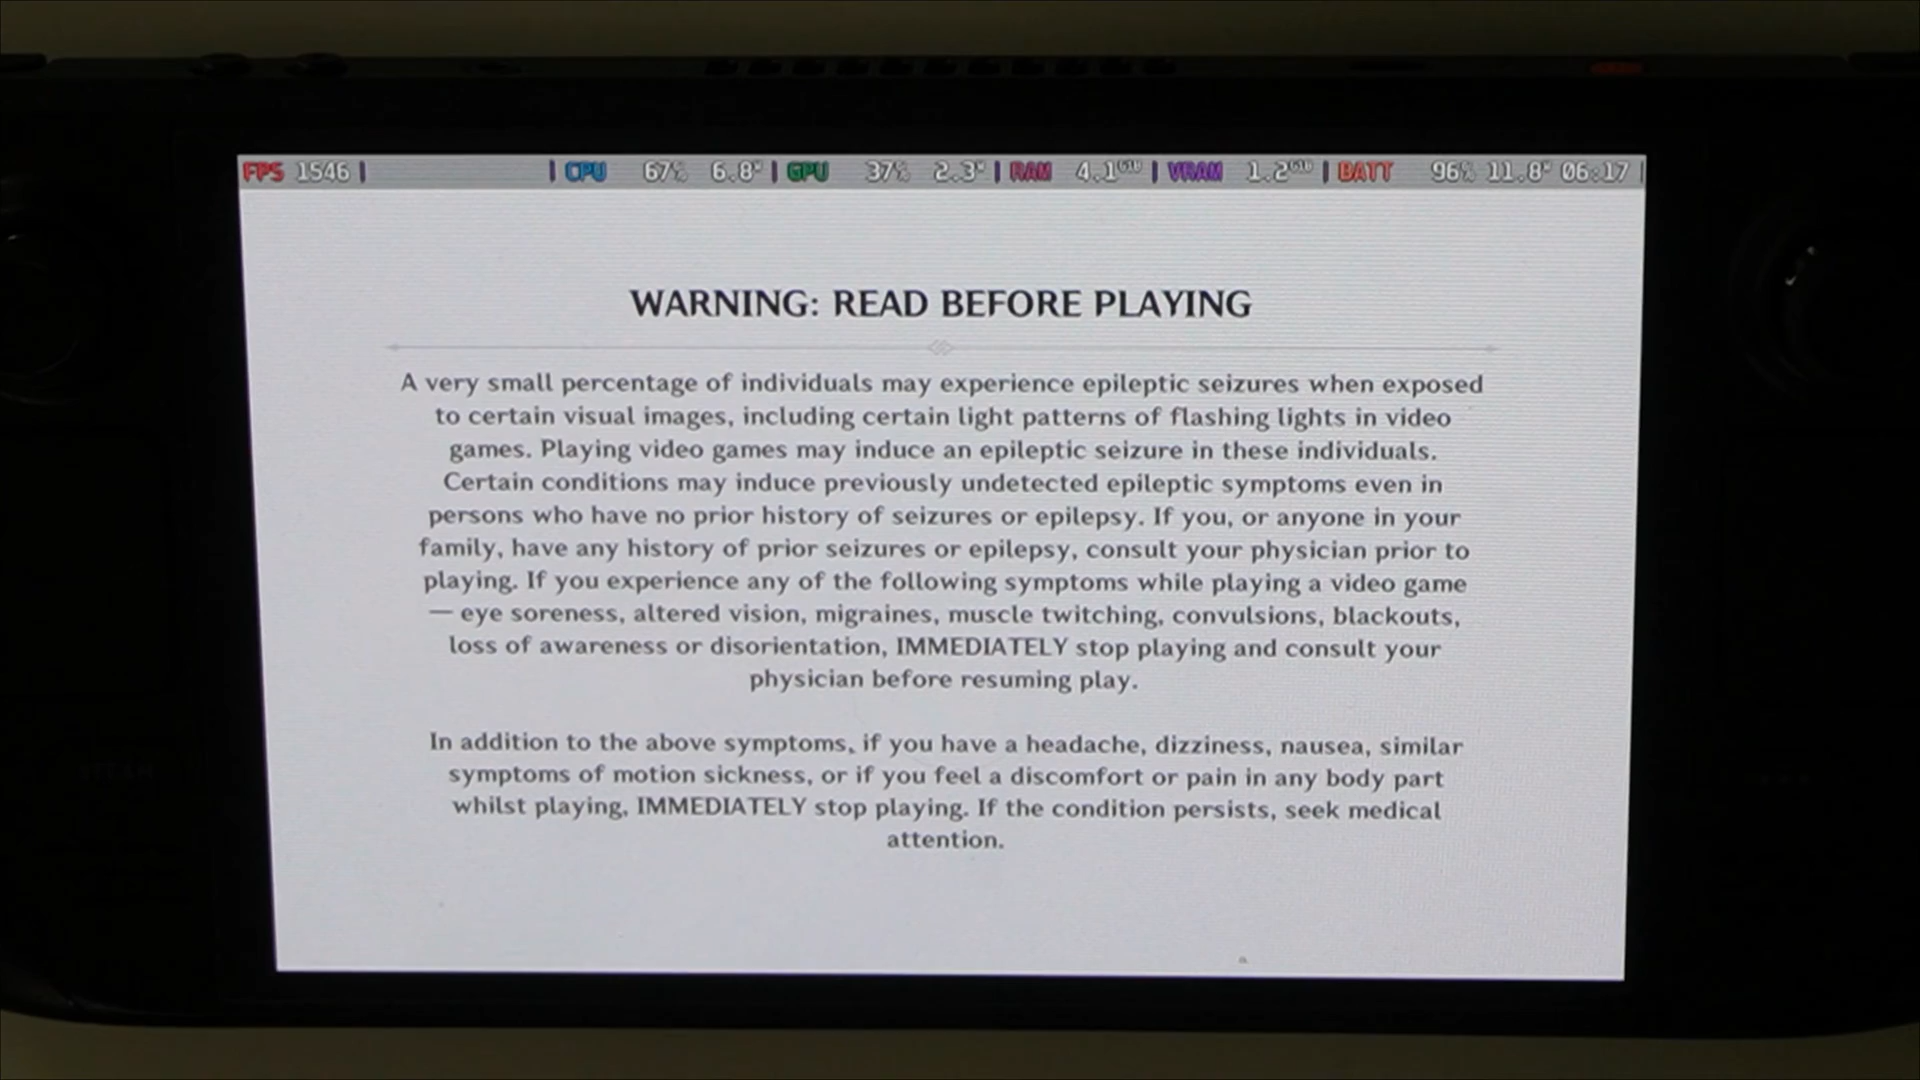 FPS 1546 | | CPU 67% 6.8W | GPU 37% 2.3W | RAM 4.1GiB | VRAM 1.2GiB | BATT 96% 11.8W 06:17 |
WARNING: READ BEFORE PLAYING
A very small percentage of individuals may experience epileptic seizures when exposed
to certain visual images, including certain light patterns of flashing lights in video
games. Playing video games may induce an epileptic seizure in these individuals.
Certain conditions may induce previously undetected epileptic symptoms even in
persons who have no prior history of seizures or epilepsy. If you, or anyone in your
family, have any history of prior seizures or epilepsy, consult your physician prior to
playing. If you experience any of the following symptoms while playing a video game
— eye soreness, altered vision, migraines, muscle twitching, convulsions, blackouts,
loss of awareness or disorientation, IMMEDIATELY stop playing and consult your
physician before resuming play.
In addition to the above symptoms, if you have a headache, dizziness, nausea, similar
symptoms of motion sickness, or if you feel a discomfort or pain in any body part
whilst playing, IMMEDIATELY stop playing. If the condition persists, seek medical
attention.